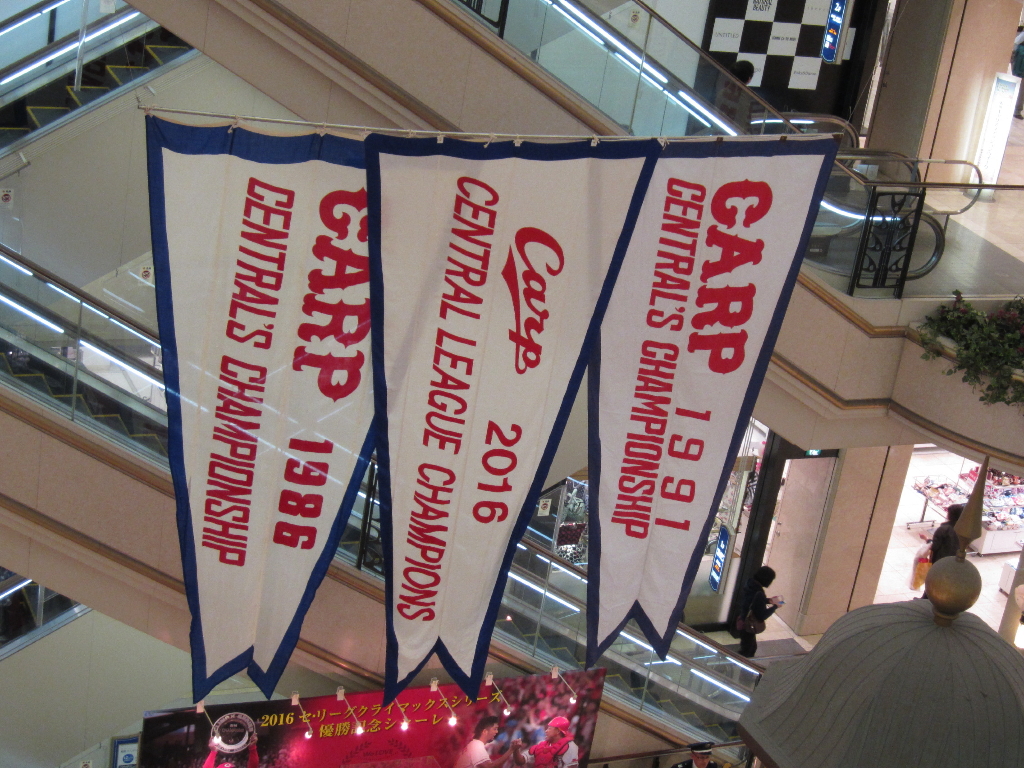 CARP 1986
CENTRAL'S CHAMPIONSHIP
Carp 2016
CENTRAL LEAGUE CHAMPIONS
CARP 1991
CENTRAL'S CHAMPIONSHIP
2016 セ・リーグクライマックスシリーズ
優勝記念